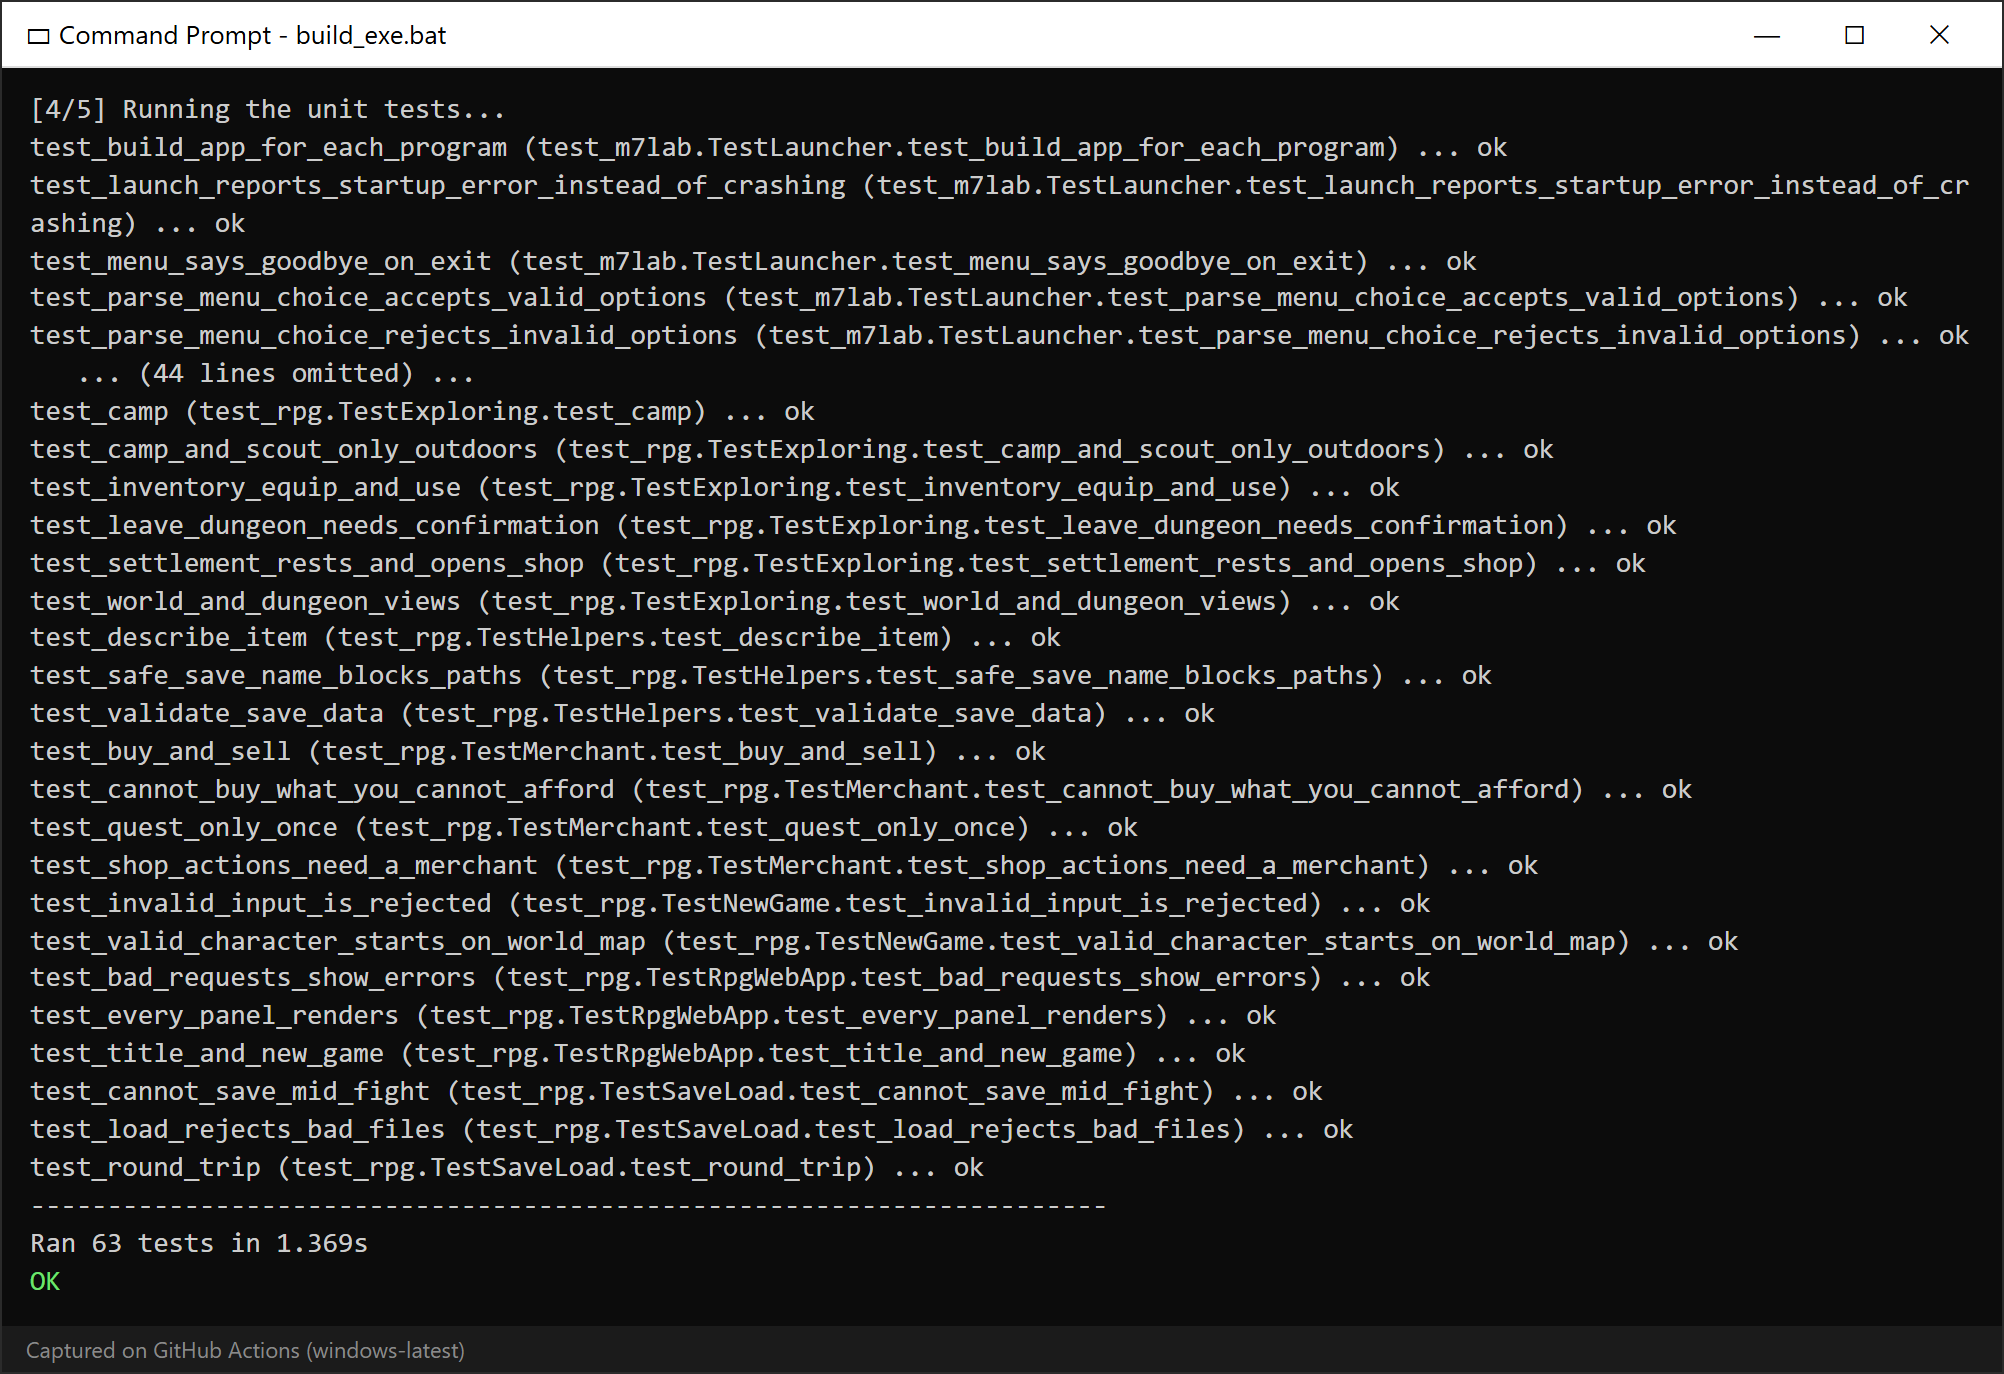 Command Prompt - build_exe.bat
[4/5] Running the unit tests...
test_build_app_for_each_program (test_m7lab.TestLauncher.test_build_app_for_each_program) ... ok
test_launch_reports_startup_error_instead_of_crashing (test_m7lab.TestLauncher.test_launch_reports_startup_error_instead_of_cr
ashing) ... ok
test_menu_says_goodbye_on_exit (test_m7lab.TestLauncher.test_menu_says_goodbye_on_exit) ... ok
test_parse_menu_choice_accepts_valid_options (test_m7lab.TestLauncher.test_parse_menu_choice_accepts_valid_options) ... ok
test_parse_menu_choice_rejects_invalid_options (test_m7lab.TestLauncher.test_parse_menu_choice_rejects_invalid_options) ... ok
... (44 lines omitted) ...
test_camp (test_rpg.TestExploring.test_camp) ... ok
test_camp_and_scout_only_outdoors (test_rpg.TestExploring.test_camp_and_scout_only_outdoors) ... ok
test_inventory_equip_and_use (test_rpg.TestExploring.test_inventory_equip_and_use) ... ok
test_leave_dungeon_needs_confirmation (test_rpg.TestExploring.test_leave_dungeon_needs_confirmation) ... ok
test_settlement_rests_and_opens_shop (test_rpg.TestExploring.test_settlement_rests_and_opens_shop) ... ok
test_world_and_dungeon_views (test_rpg.TestExploring.test_world_and_dungeon_views) ... ok
test_describe_item (test_rpg.TestHelpers.test_describe_item) ... ok
test_safe_save_name_blocks_paths (test_rpg.TestHelpers.test_safe_save_name_blocks_paths) ... ok
test_validate_save_data (test_rpg.TestHelpers.test_validate_save_data) ... ok
test_buy_and_sell (test_rpg.TestMerchant.test_buy_and_sell) ... ok
test_cannot_buy_what_you_cannot_afford (test_rpg.TestMerchant.test_cannot_buy_what_you_cannot_afford) ... ok
test_quest_only_once (test_rpg.TestMerchant.test_quest_only_once) ... ok
test_shop_actions_need_a_merchant (test_rpg.TestMerchant.test_shop_actions_need_a_merchant) ... ok
test_invalid_input_is_rejected (test_rpg.TestNewGame.test_invalid_input_is_rejected) ... ok
test_valid_character_starts_on_world_map (test_rpg.TestNewGame.test_valid_character_starts_on_world_map) ... ok
test_bad_requests_show_errors (test_rpg.TestRpgWebApp.test_bad_requests_show_errors) ... ok
test_every_panel_renders (test_rpg.TestRpgWebApp.test_every_panel_renders) ... ok
test_title_and_new_game (test_rpg.TestRpgWebApp.test_title_and_new_game) ... ok
test_cannot_save_mid_fight (test_rpg.TestSaveLoad.test_cannot_save_mid_fight) ... ok
test_load_rejects_bad_files (test_rpg.TestSaveLoad.test_load_rejects_bad_files) ... ok
test_round_trip (test_rpg.TestSaveLoad.test_round_trip) ... ok
----------------------------------------------------------------------
Ran 63 tests in 1.369s
OK
Captured on GitHub Actions (windows-latest)